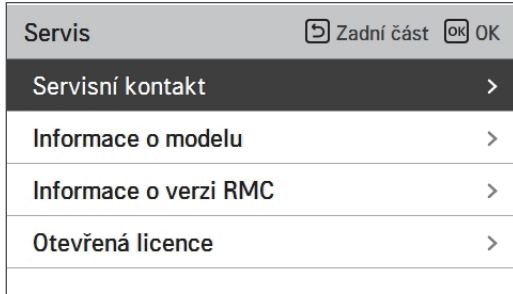 Servis Zadní část OK OK
Servisní kontakt >
Informace o modelu >
Informace o verzi RMC >
Otevřená licence >